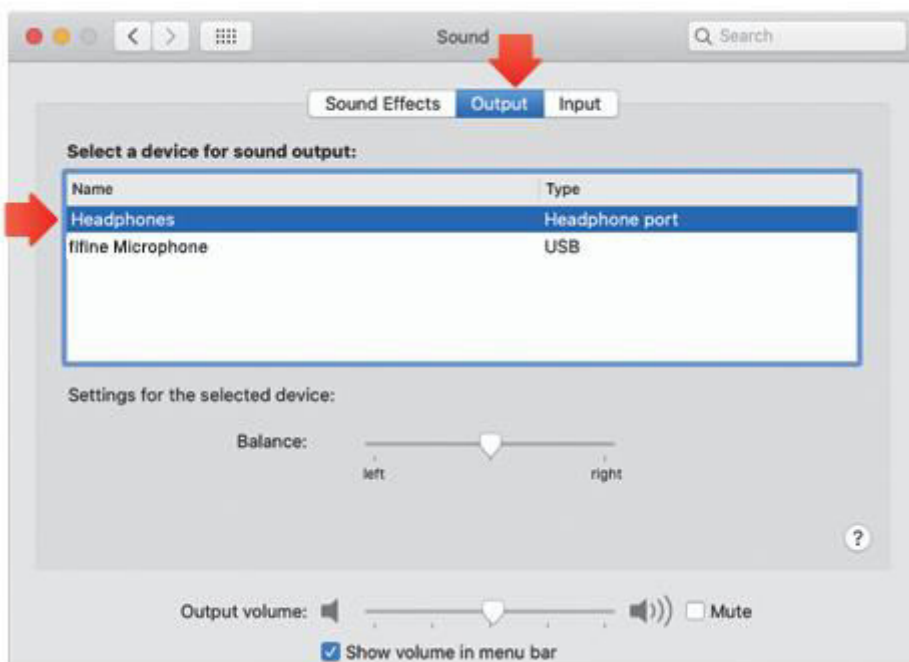 Sound
Search
Sound Effects Output Input
Select a device for sound output:
Name Type
Headphones Headphone port
fifine Microphone USB
Settings for the selected device:
Balance:
left right
?
Output volume: Mute
Show volume in menu bar